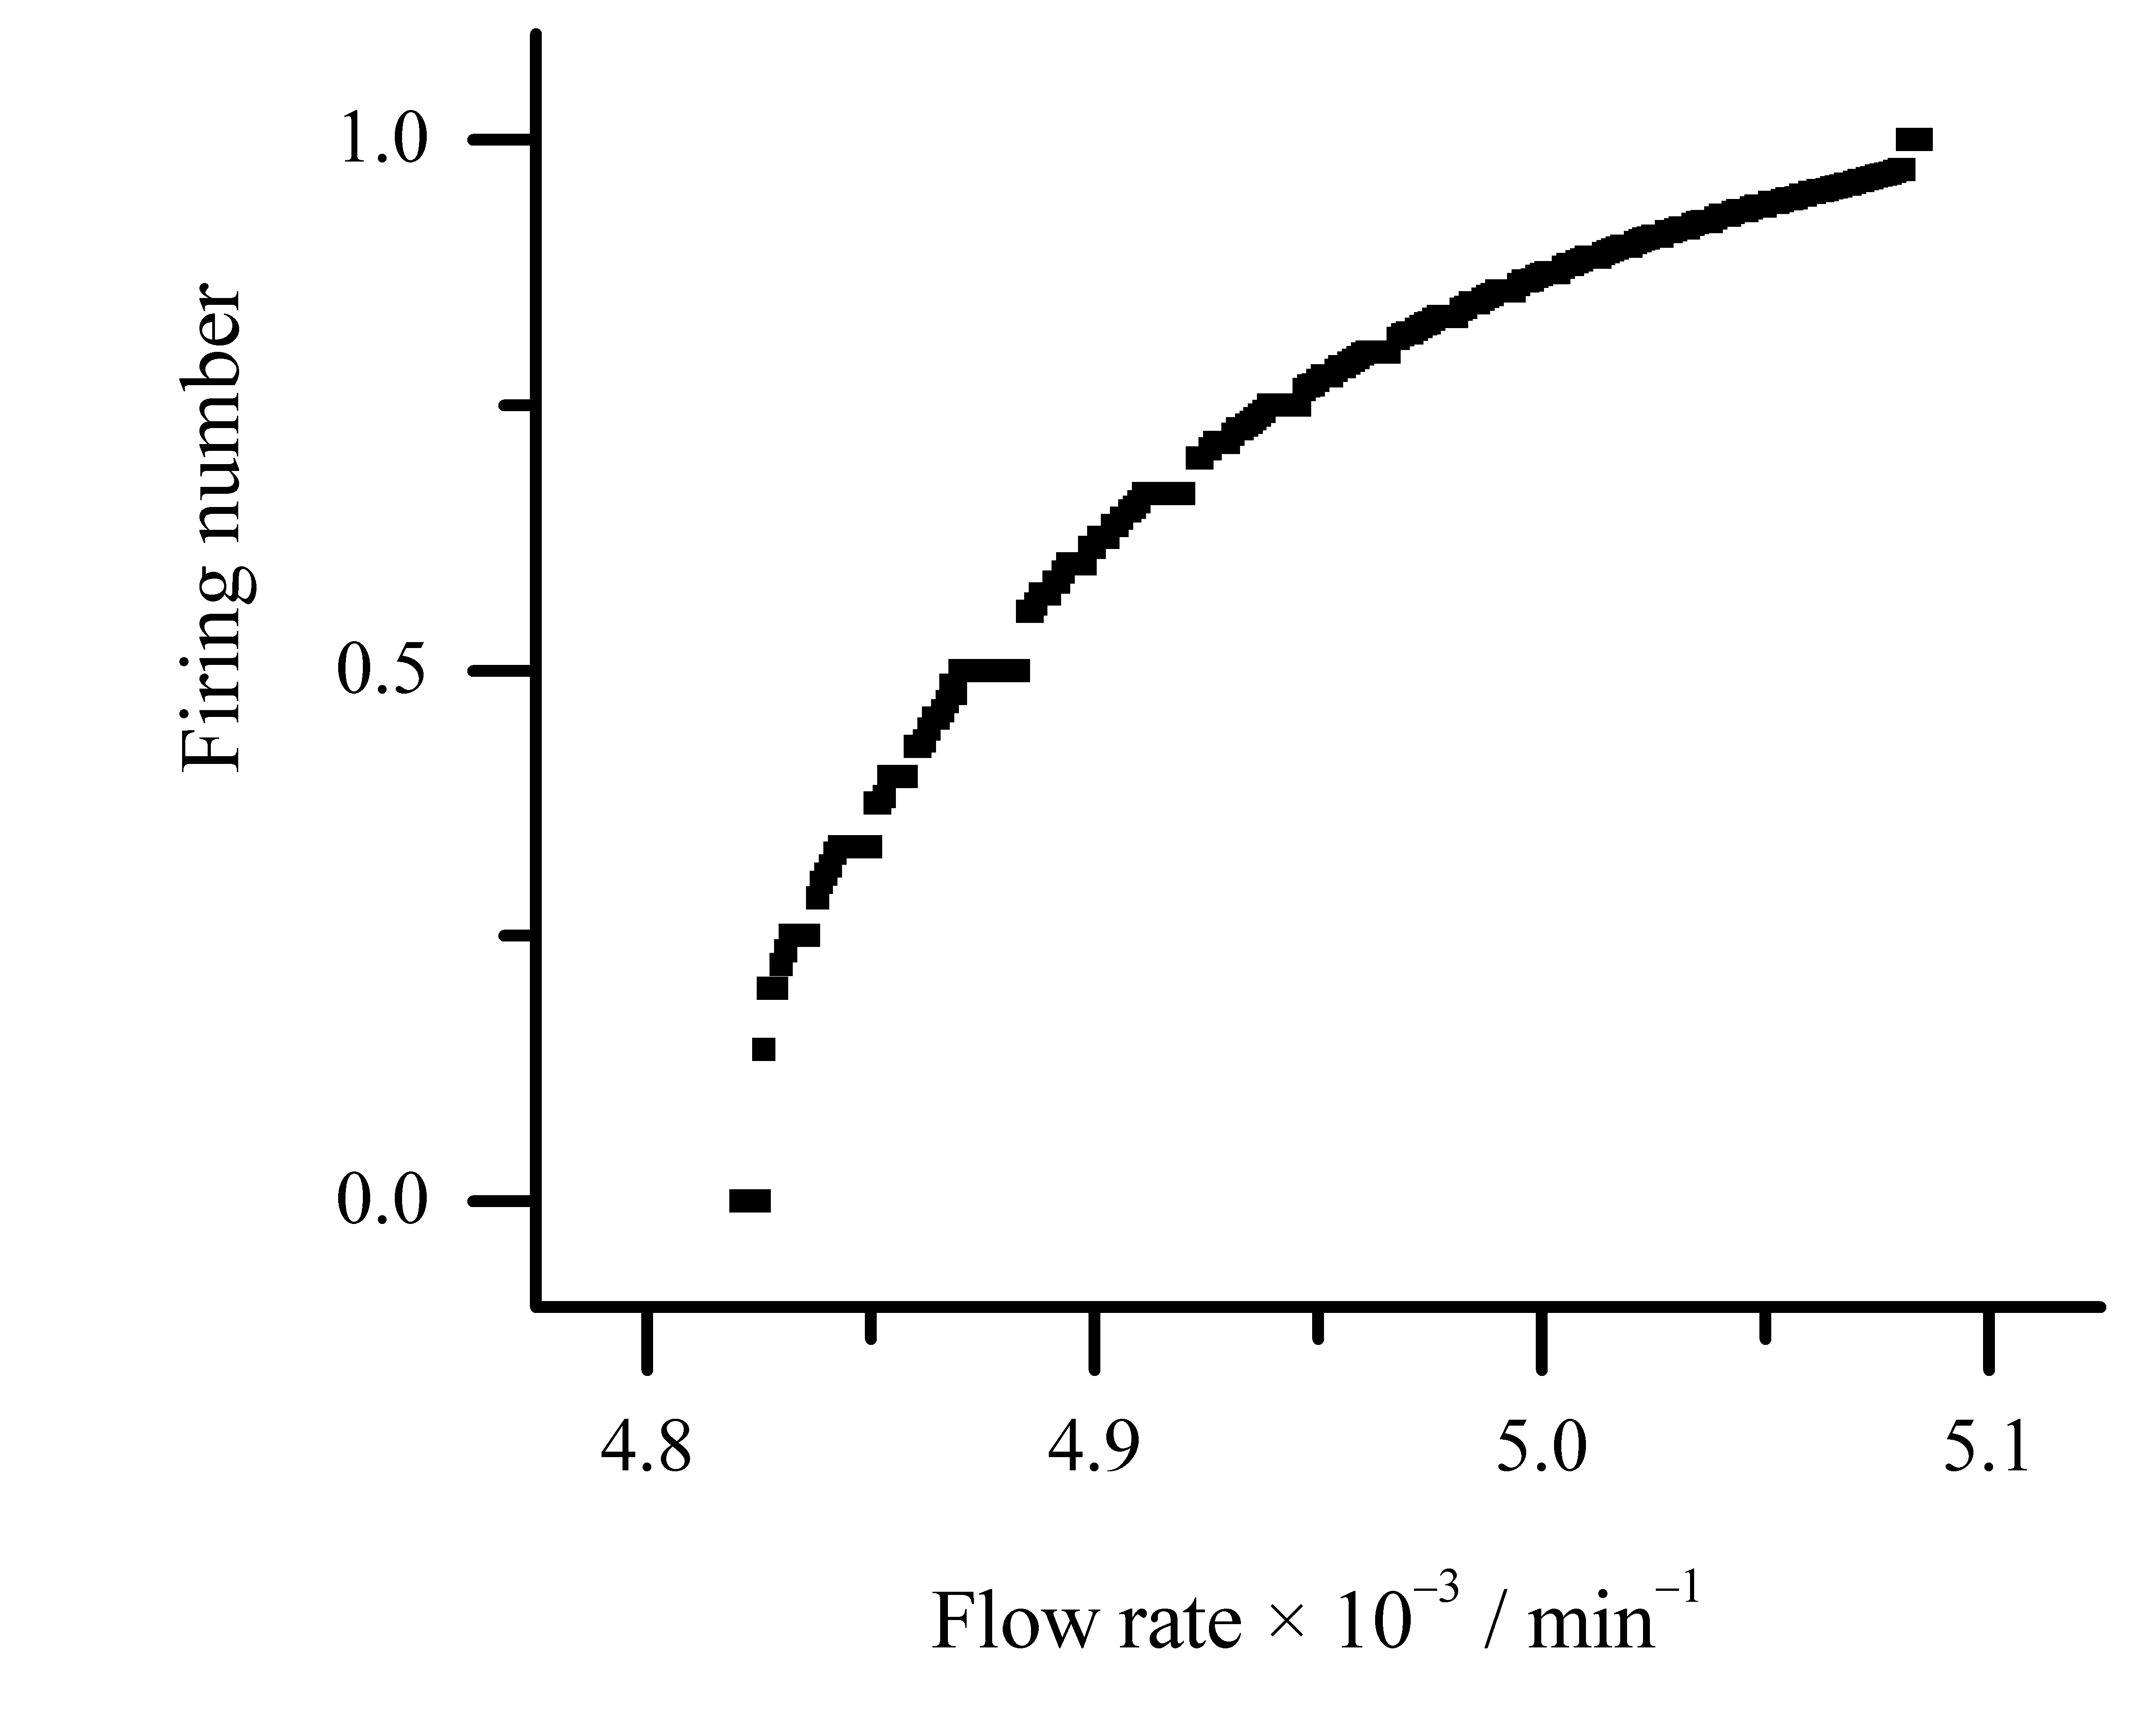 1.0
0.5
0.0
Firing number
4.8 4.9 5.0 5.1
Flow rate × 10⁻³ / min⁻¹